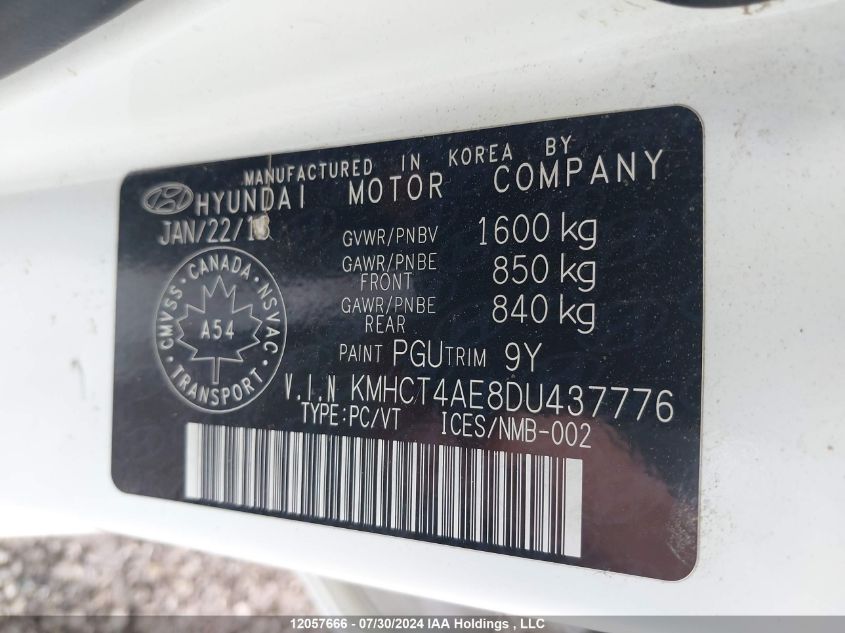 MANUFACTURED IN KOREA BY
HYUNDAI MOTOR COMPANY
JAN/22/13
GVWR/PNBV 1600 kg
GAWR/PNBE FRONT 850 kg
GAWR/PNBE REAR 840 kg
CMVSS · CANADA · NSVAC
A54
TRANSPORT
PAINT PGU TRIM 9Y
V.I.N KMHCT4AE8DU437776
TYPE:PC/VT ICES/NMB-002
12057666 - 07/30/2024 IAA Holdings , LLC